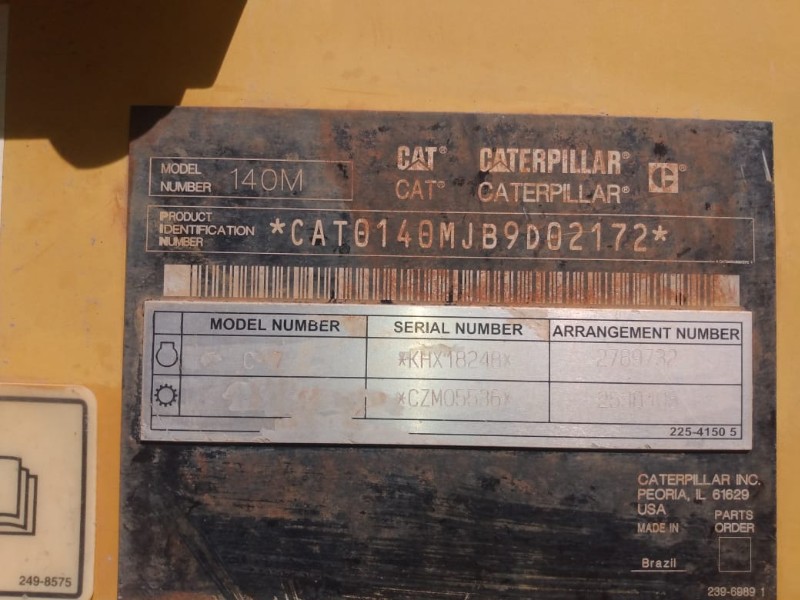 CAT® CATERPILLAR®
CAT® CATERPILLAR®
MODEL NUMBER 140M
PRODUCT IDENTIFICATION NUMBER *CAT0140MJB9D02172*
MODEL NUMBER SERIAL NUMBER ARRANGEMENT NUMBER
7 *KHX18248* 2789732
*CZM05536*
225-4150 5
CATERPILLAR INC.
PEORIA, IL 61629
USA
MADE IN
Brazil
PARTS
ORDER
239-6989 1
249-8575